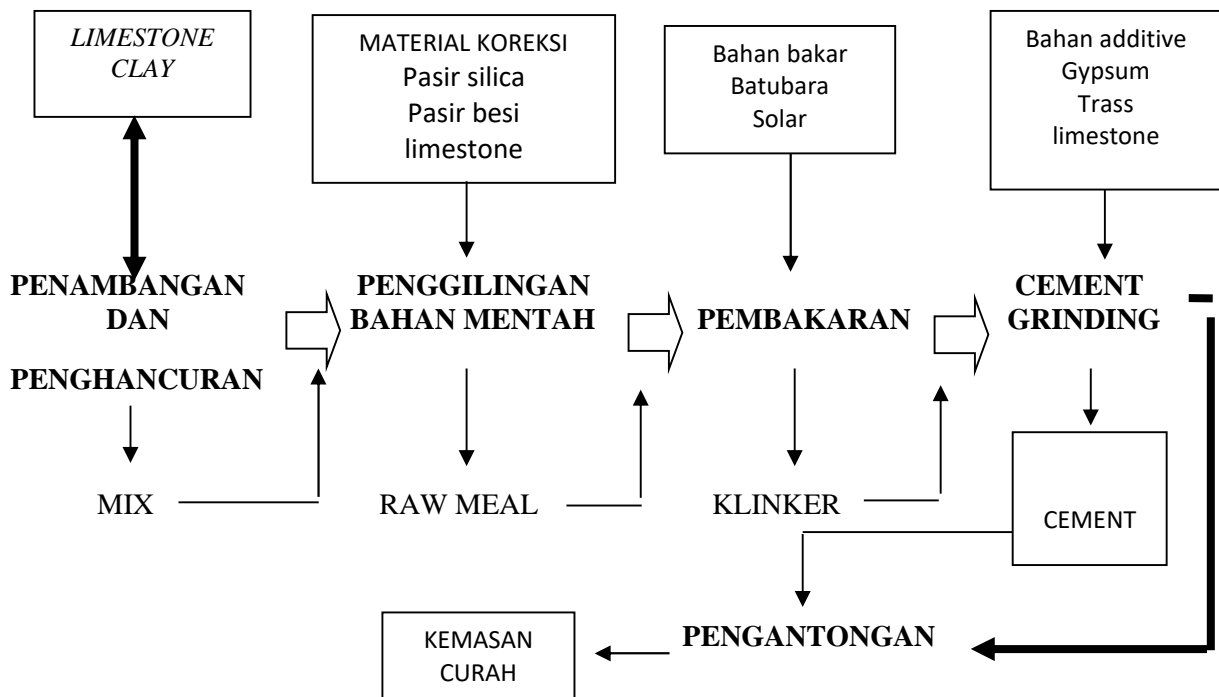 LIMESTONE
CLAY
MATERIAL KOREKSI
Pasir silica
Pasir besi
limestone
Bahan bakar
Batubara
Solar
Bahan additive
Gypsum
Trass
limestone
PENAMBANGAN
DAN
PENGHANCURAN
PENGGILINGAN
BAHAN MENTAH
PEMBAKARAN
CEMENT
GRINDING
MIX
RAW MEAL
KLINKER
CEMENT
PENGANTONGAN
KEMASAN
CURAH